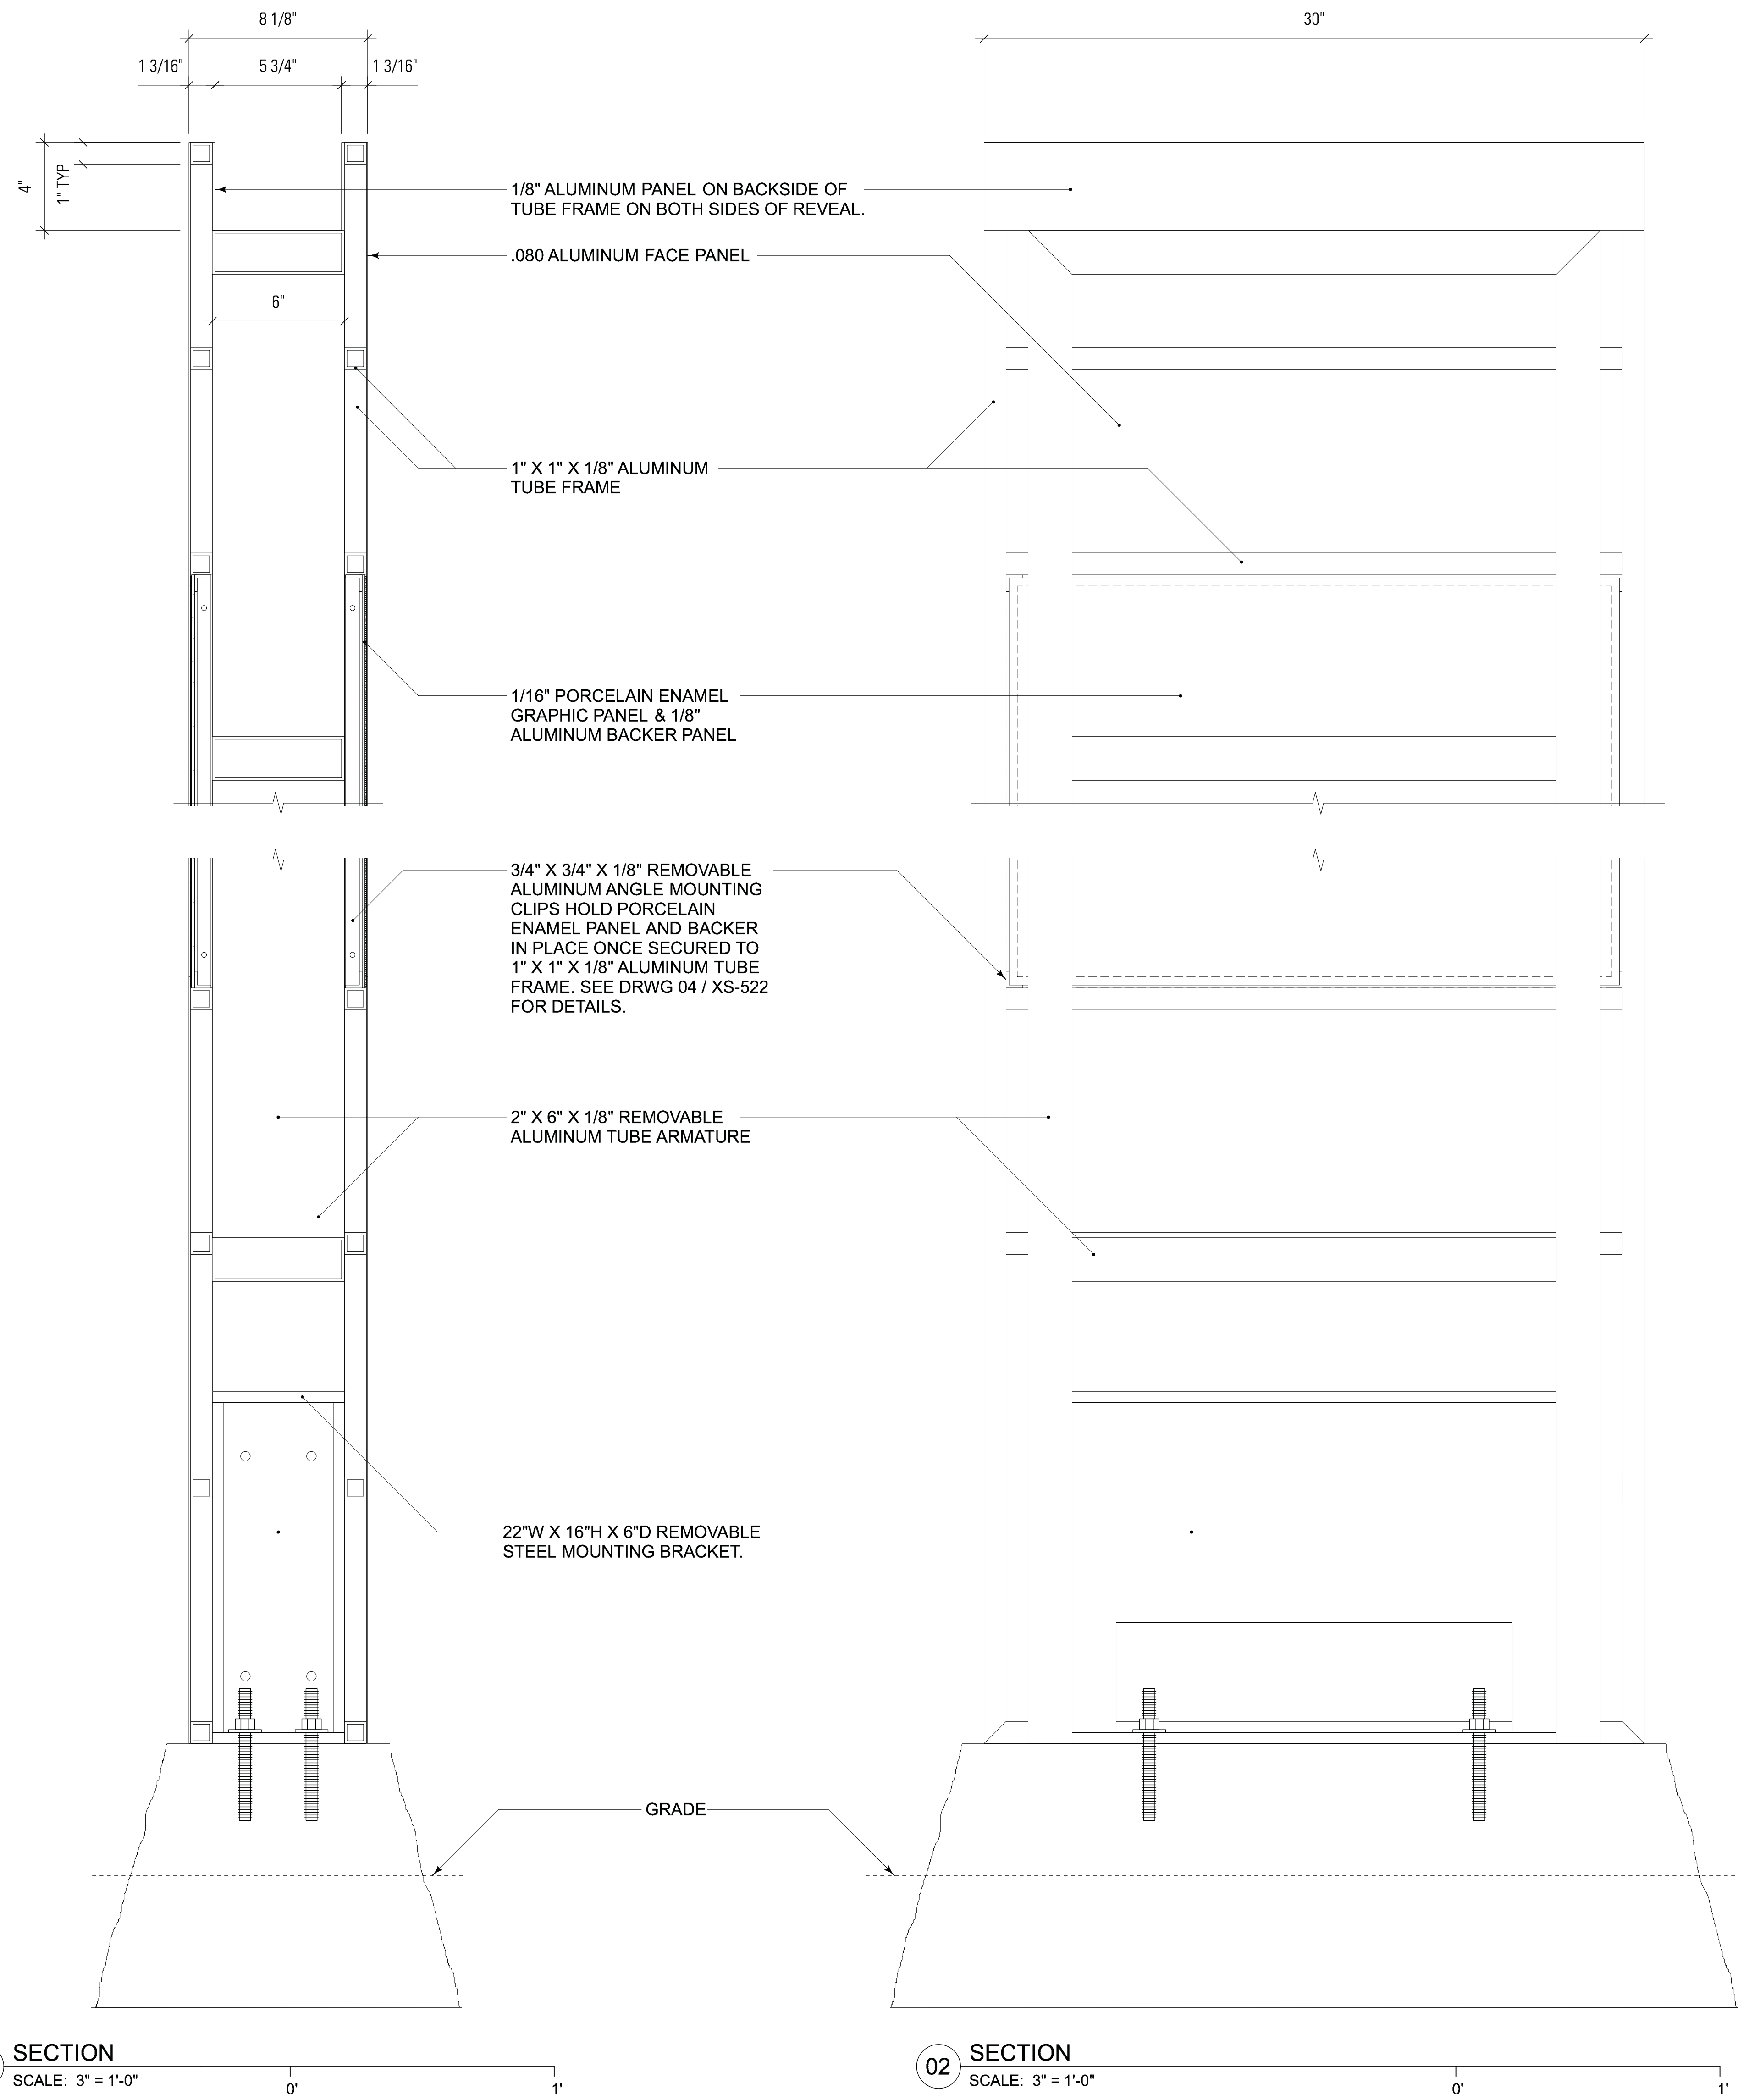 8 1/8"
30"
1 3/16"
5 3/4"
1 3/16"
4"
1" TYP
1/8" ALUMINUM PANEL ON BACKSIDE OF
TUBE FRAME ON BOTH SIDES OF REVEAL.
.080 ALUMINUM FACE PANEL
6"
1" X 1" X 1/8" ALUMINUM
TUBE FRAME
1/16" PORCELAIN ENAMEL
GRAPHIC PANEL & 1/8"
ALUMINUM BACKER PANEL
3/4" X 3/4" X 1/8" REMOVABLE
ALUMINUM ANGLE MOUNTING
CLIPS HOLD PORCELAIN
ENAMEL PANEL AND BACKER
IN PLACE ONCE SECURED TO
1" X 1" X 1/8" ALUMINUM TUBE
FRAME. SEE DRWG 04 / XS-522
FOR DETAILS.
2" X 6" X 1/8" REMOVABLE
ALUMINUM TUBE ARMATURE
22"W X 16"H X 6"D REMOVABLE
STEEL MOUNTING BRACKET.
GRADE
SECTION
SCALE: 3" = 1'-0"
0'
1'
02
SECTION
SCALE: 3" = 1'-0"
0'
1'